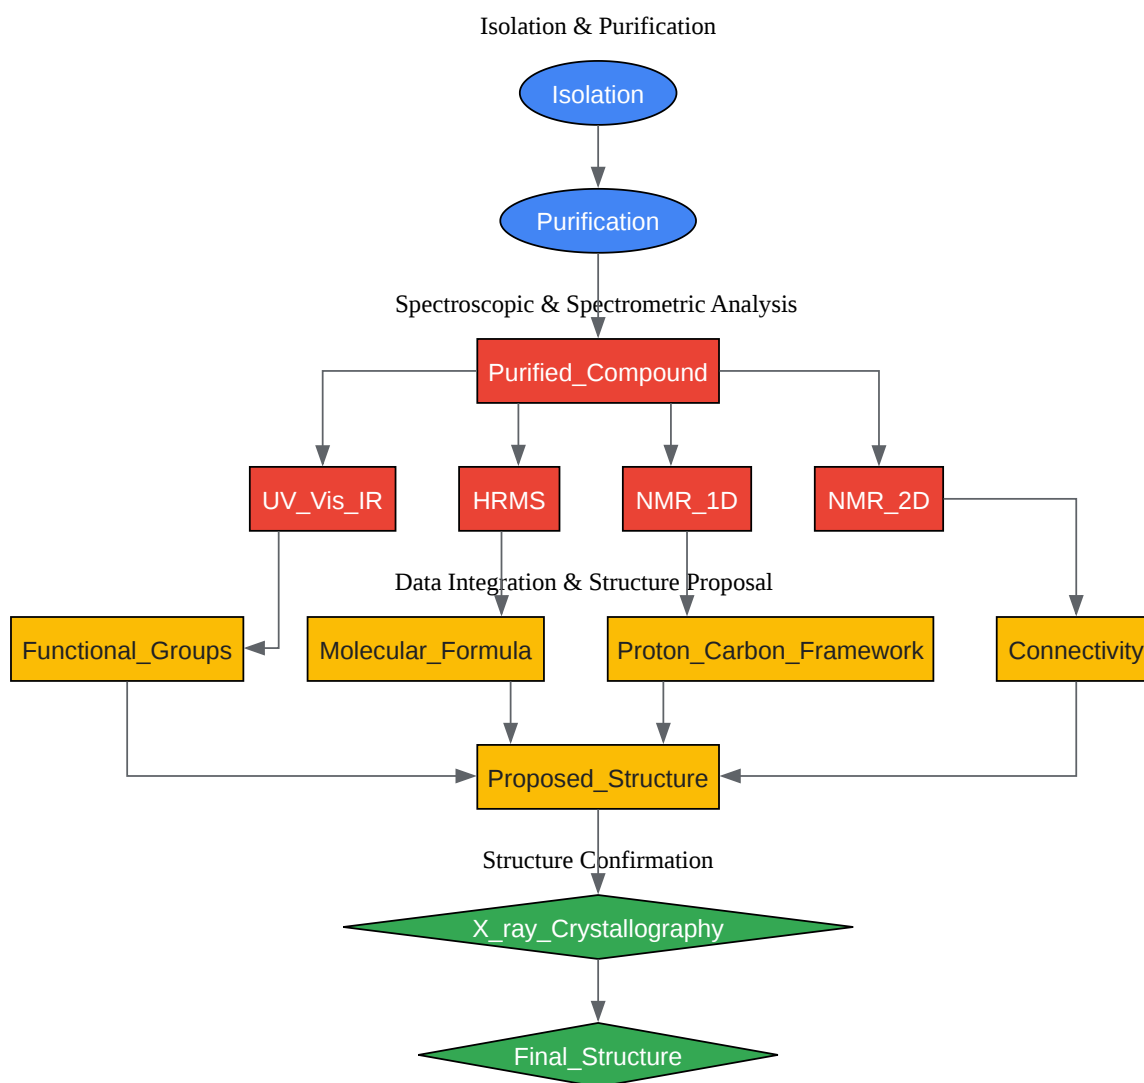 Isolation & Purification
Isolation
Purification
Spectroscopic & Spectrometric Analysis
Purified_Compound
UV_Vis_IR
HRMS
NMR_1D
NMR_2D
Data Integration & Structure Proposal
Functional_Groups
Molecular_Formula
Proton_Carbon_Framework
Connectivity
Proposed_Structure
Structure Confirmation
X_ray_Crystallography
Final_Structure